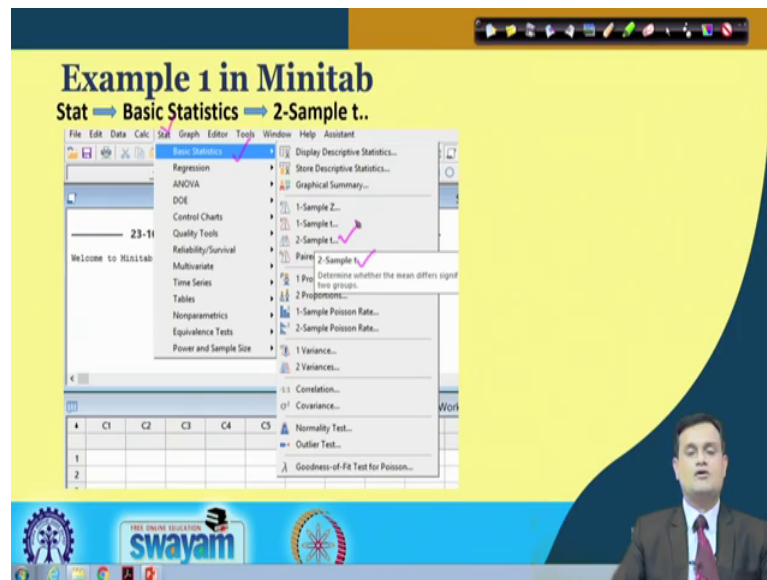 Example 1 in Minitab
Stat Basic Statistics 2-Sample t..
File Edit Data Calc Stat Graph Editor Tools Window Help Assistant
Basic Statistics
Regression
ANOVA
DOE
Control Charts
Quality Tools
Reliability/Survival
Multivariate
Time Series
Tables
Nonparametrics
Equivalence Tests
Power and Sample Size
Display Descriptive Statistics...
Store Descriptive Statistics...
Graphical Summary...
1-Sample Z...
1-Sample t...
2-Sample t...
2-Sample t
Determine whether the mean differs
two groups.
2 Proportions...
1-Sample Poisson Rate...
2-Sample Poisson Rate...
1 Variance...
2 Variances...
Correlation...
Covariance...
Normality Test...
Outlier Test...
Goodness-of-Fit Test for Poisson...
Welcome to Minitab
C1 C2 C3 C4 C5
1
2
FREE ONLINE EDUCATION
swayam